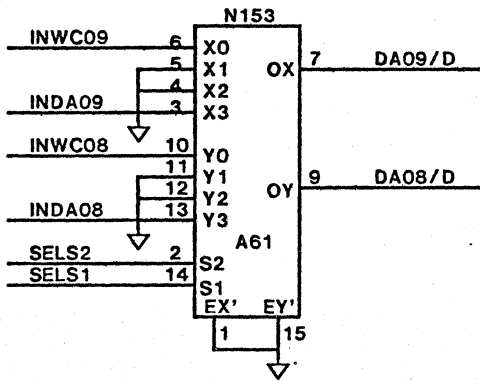 N153
INWC09 6 X0
5 X1 OX 7 DA09/D
4 X2
INDA09 3 X3
INWC08 10 Y0
11 Y1
12 Y2 OY 9 DA08/D
INDA08 13 Y3
A61
SELS2 2 S2
SELS1 14 S1
EX' EY'
1 15